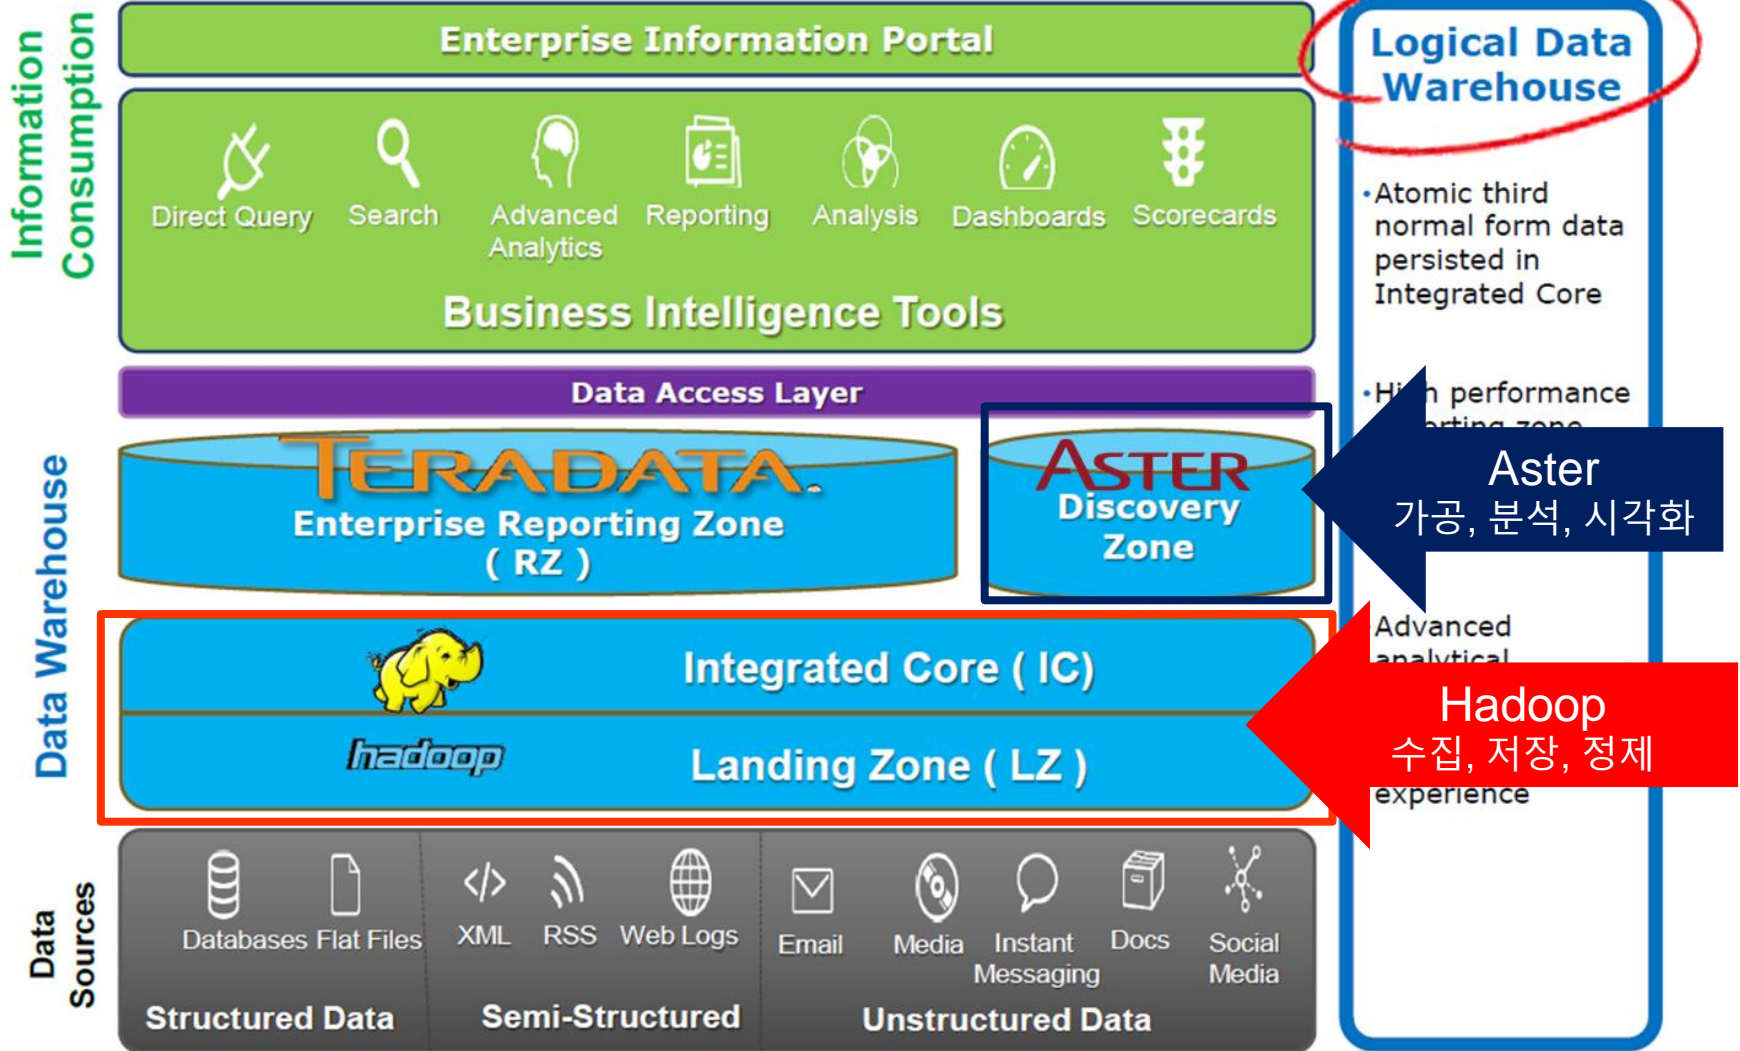 Information
Consumption
Enterprise Information Portal
Direct Query
Search
Advanced
Analytics
Reporting
Analysis
Dashboards
Scorecards
Business Intelligence Tools
Data Access Layer
Data Warehouse
TERADATA
Enterprise Reporting Zone
( RZ )
ASTER
Discovery
Zone
hadoop
Integrated Core ( IC)
Landing Zone ( LZ )
Data
Sources
Databases
Flat Files
Structured Data
</>
XML
RSS
Web Logs
Semi-Structured
Email
Media
Instant
Messaging
Docs
Social
Media
Unstructured Data
Logical Data
Warehouse
•Atomic third
normal form data
persisted in
Integrated Core
• performance
zone
Aster
가공, 분석, 시각화
Advanced
analytical
Hadoop
수집, 저장, 정제
experience